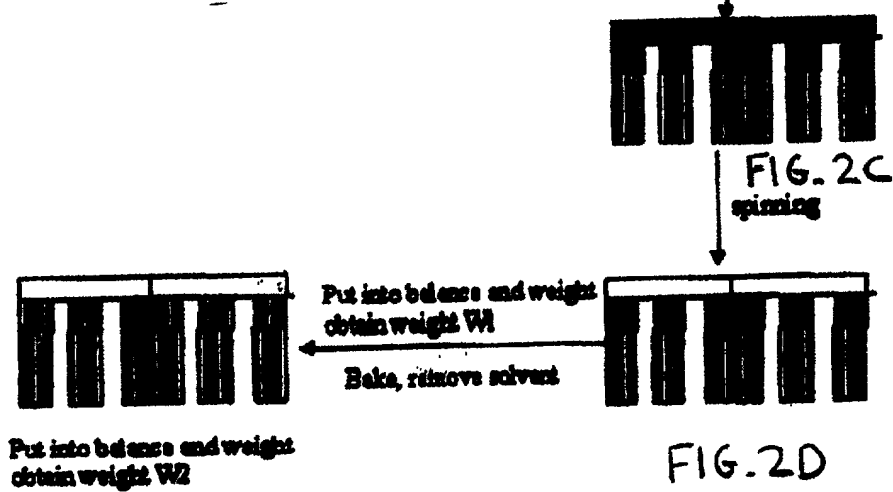 FIG. 2C
spinning
Put into balance and weight
obtain weight W1
Bake, remove solvent
Put into balance and weight
obtain weight W2
FIG. 2D